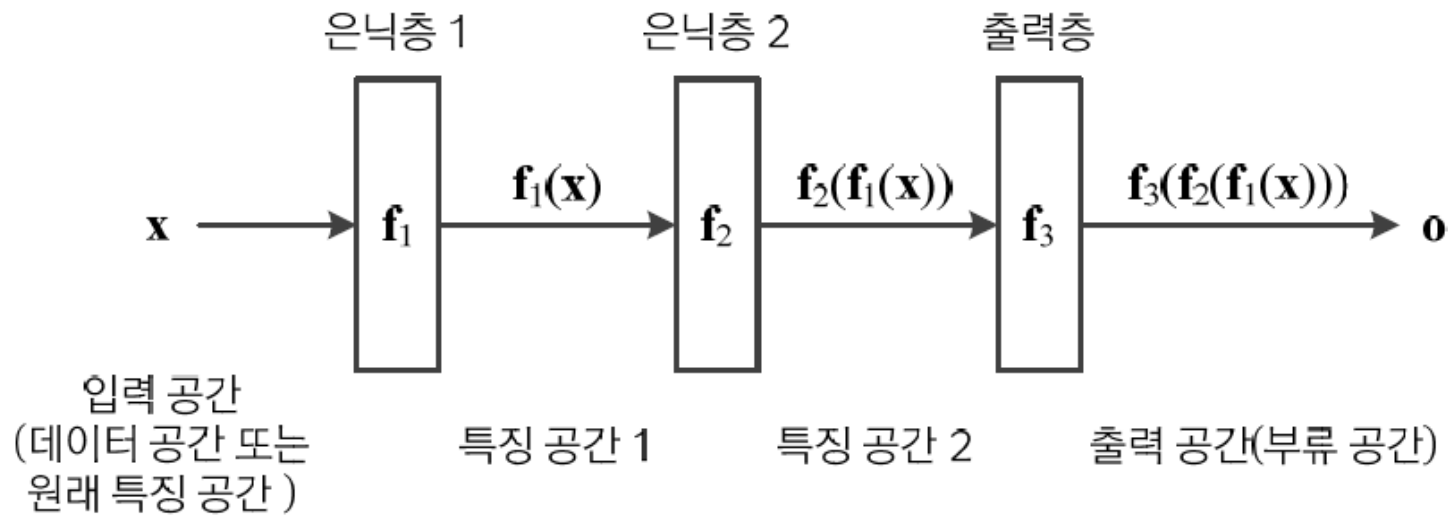 은닉층 1
은닉층 2
출력층
x
f₁
f₁(x)
f₂
f₂(f₁(x))
f₃
f₃(f₂(f₁(x)))
o
입력 공간
(데이터 공간 또는
원래 특징 공간 )
특징 공간 1
특징 공간 2
출력 공간(부류 공간)